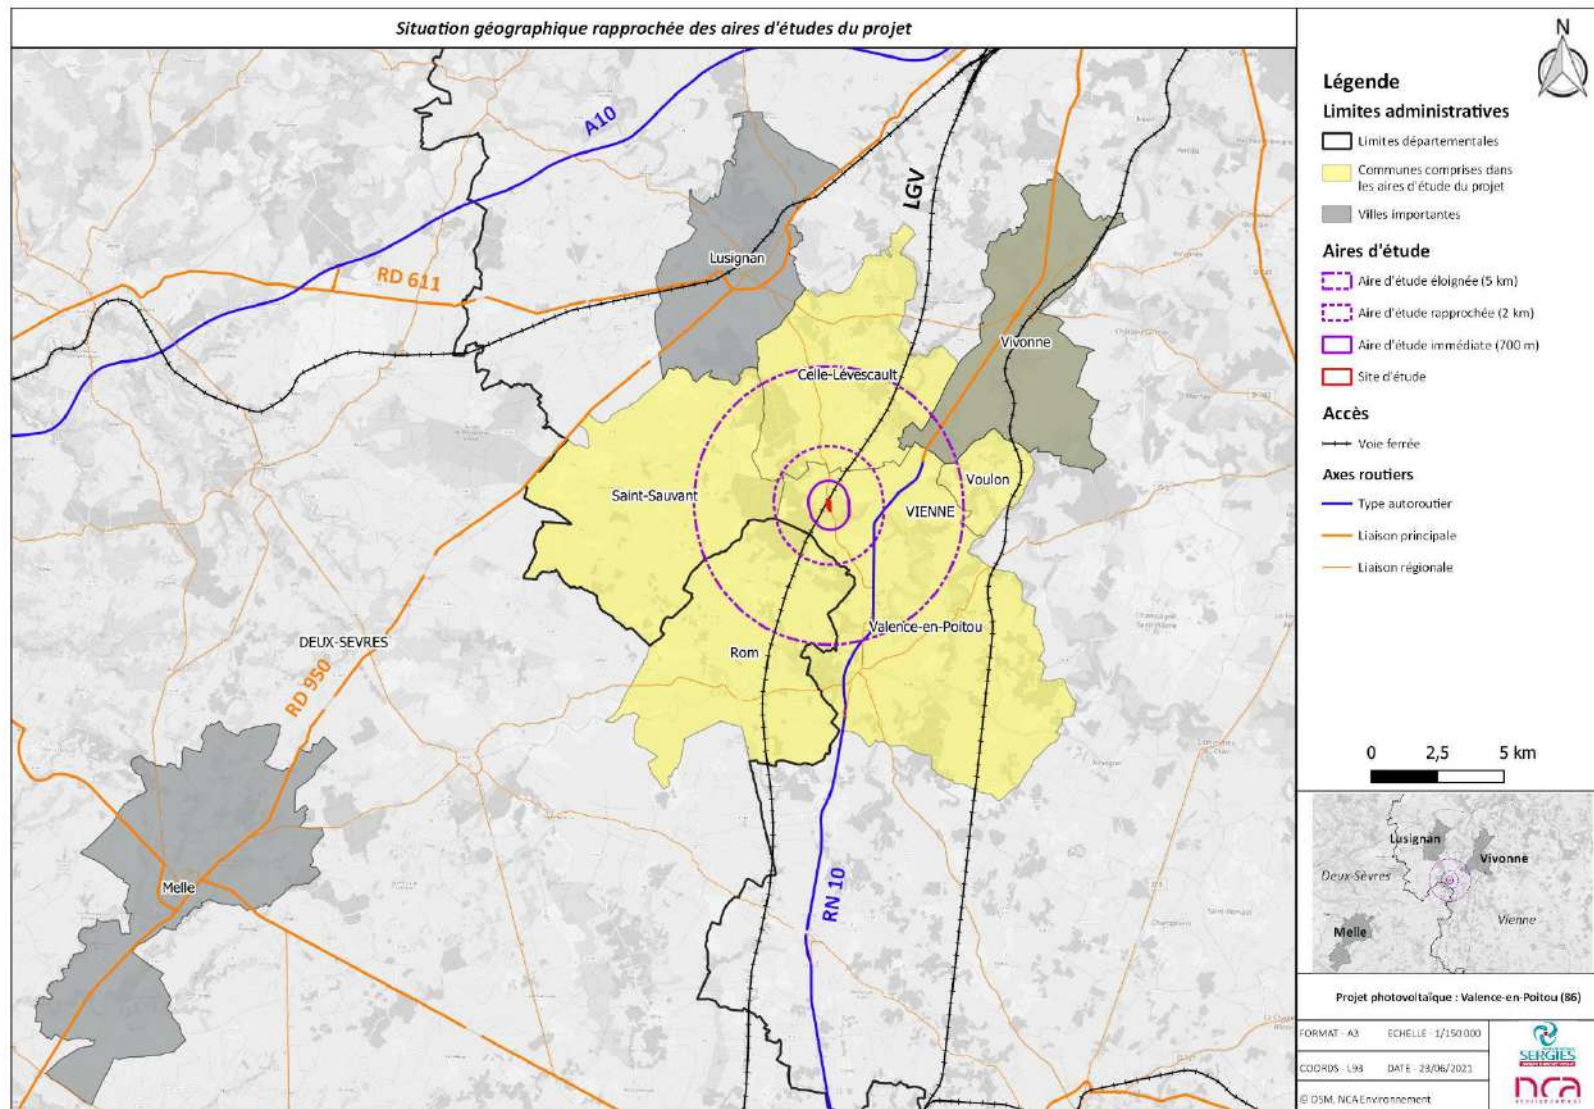 Situation géographique rapprochée des aires d'études du projet
A10
LGV
RD 611
Lusignan
Vivonne
Celle-Lévescault
Saint-Sauvant
Voulon
VIENNE
Valence-en-Poitou
Rom
DEUX-SEVRES
RD 950
Melle
RN 10
N
Légende
Limites administratives
Limites départementales
Communes comprises dans
les aires d'étude du projet
Villes importantes
Aires d'étude
Aire d'étude éloignée (5 km)
Aire d'étude rapprochée (2 km)
Aire d'étude immédiate (700 m)
Site d'étude
Accès
Voie ferrée
Axes routiers
Type autoroutier
Liaison principale
Liaison régionale
0 2,5 5 km
Lusignan
Vivonne
Deux-Sèvres
Vienne
Melle
Projet photovoltaïque : Valence-en-Poitou (86)
FORMAT - A3 ECHELLE - 1/150 000
COORDS - L93 DATE - 23/06/2021
© OSM, NCA Environnement
SERGIES
nca